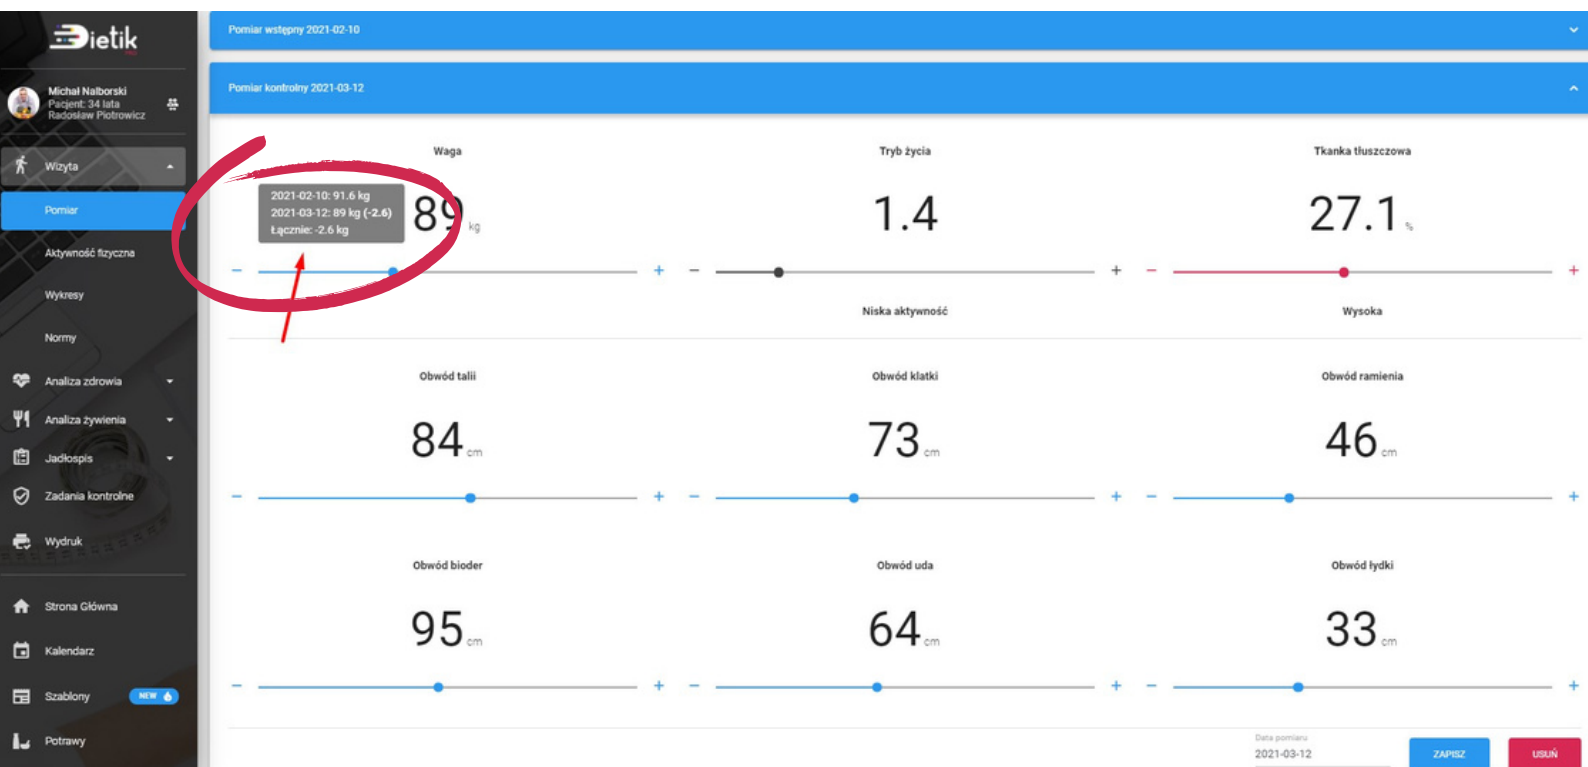 Dietik
PRO
Michał Nalborski
Pacjent: 34 lata
Radosław Piotrowicz
Wizyta
Pomiar
Aktywność fizyczna
Wykresy
Normy
Analiza zdrowia
Analiza żywienia
Jadłospis
Zadania kontrolne
Wydruk
Strona Główna
Kalendarz
Szablony NEW
Potrawy
Pomiar wstępny 2021-02-10
Pomiar kontrolny 2021-03-12
Waga
2021-02-10: 91.6 kg
2021-03-12: 89 kg (-2.6)
Łącznie: -2.6 kg
89 kg
- +
Tryb życia
1.4
- +
Niska aktywność
Tkanka tłuszczowa
27.1 %
- +
Wysoka
Obwód talii
84 cm
- +
Obwód klatki
73 cm
- +
Obwód ramienia
46 cm
- +
Obwód bioder
95 cm
- +
Obwód uda
64 cm
- +
Obwód łydki
33 cm
- +
Data pomiaru
2021-03-12
ZAPISZ
USUŃ